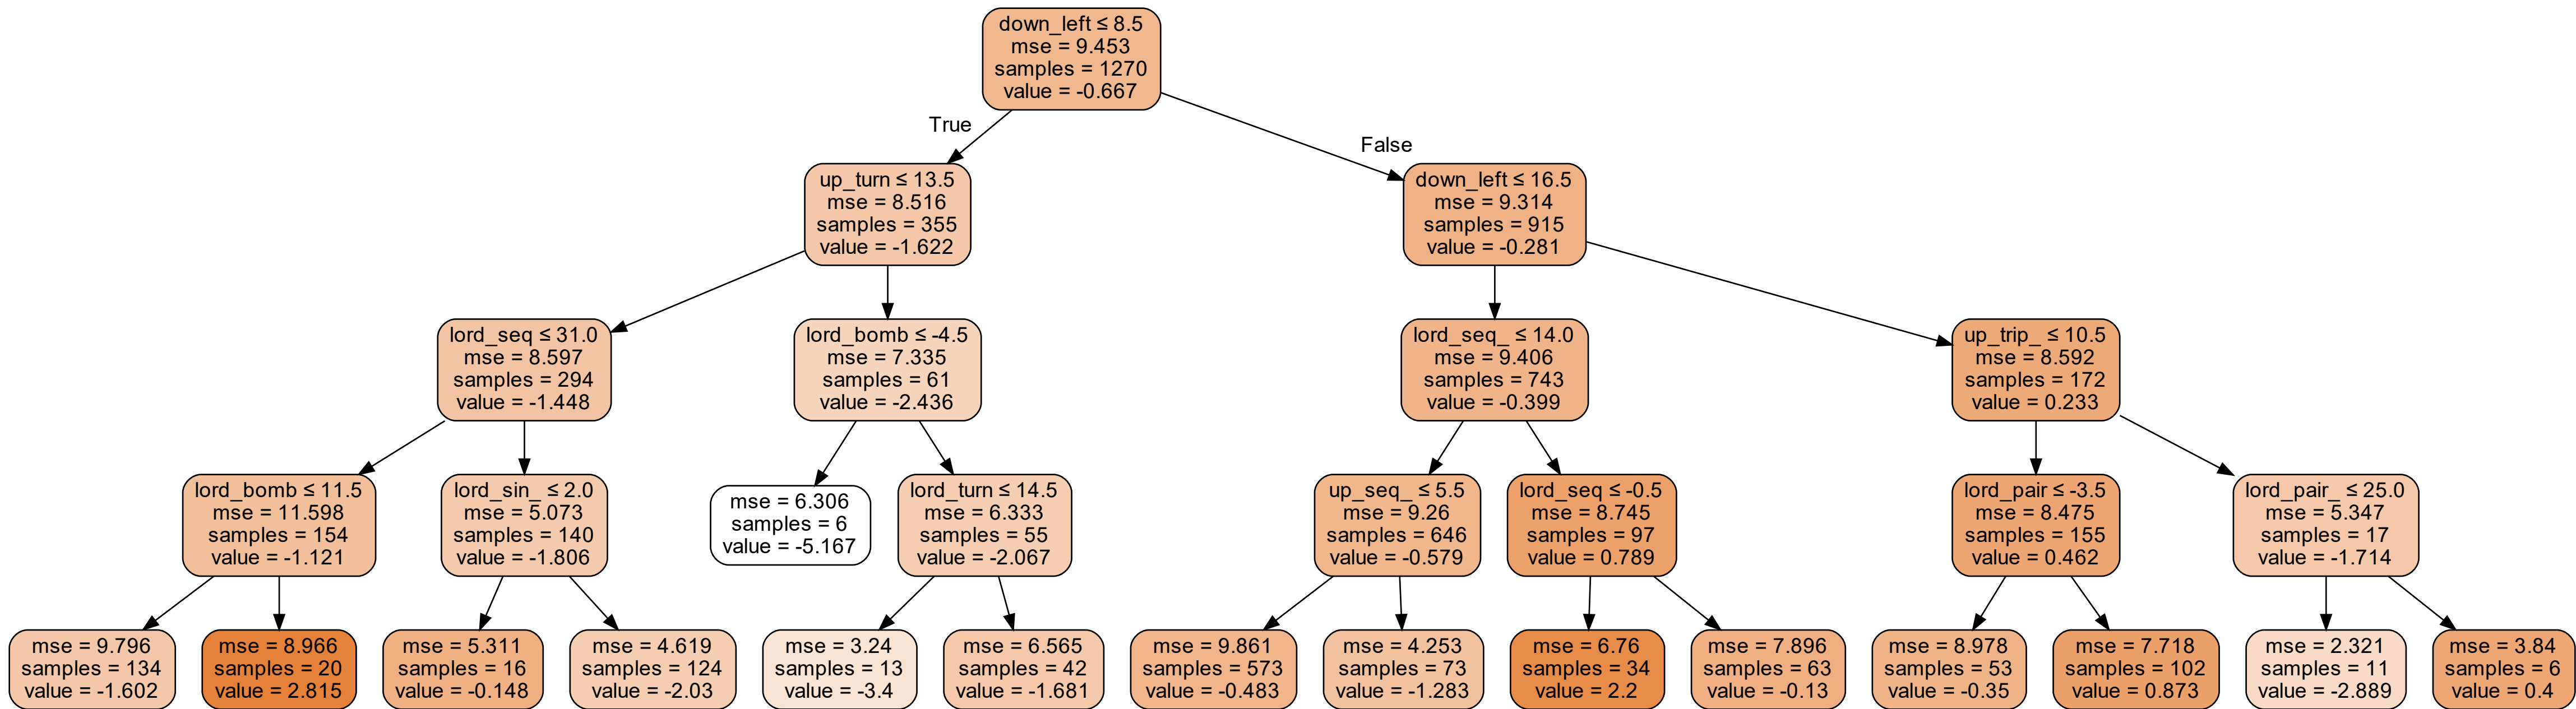 down_left ≤ 8.5
mse = 9.453
samples = 1270
value = -0.667
True
False
up_turn ≤ 13.5
mse = 8.516
samples = 355
value = -1.622
down_left ≤ 16.5
mse = 9.314
samples = 915
value = -0.281
lord_seq ≤ 31.0
mse = 8.597
samples = 294
value = -1.448
lord_bomb ≤ -4.5
mse = 7.335
samples = 61
value = -2.436
lord_seq_ ≤ 14.0
mse = 9.406
samples = 743
value = -0.399
up_trip_ ≤ 10.5
mse = 8.592
samples = 172
value = 0.233
lord_bomb ≤ 11.5
mse = 11.598
samples = 154
value = -1.121
lord_sin_ ≤ 2.0
mse = 5.073
samples = 140
value = -1.806
mse = 6.306
samples = 6
value = -5.167
lord_turn ≤ 14.5
mse = 6.333
samples = 55
value = -2.067
up_seq_ ≤ 5.5
mse = 9.26
samples = 646
value = -0.579
lord_seq ≤ -0.5
mse = 8.745
samples = 97
value = 0.789
lord_pair ≤ -3.5
mse = 8.475
samples = 155
value = 0.462
lord_pair_ ≤ 25.0
mse = 5.347
samples = 17
value = -1.714
mse = 9.796
samples = 134
value = -1.602
mse = 8.966
samples = 20
value = 2.815
mse = 5.311
samples = 16
value = -0.148
mse = 4.619
samples = 124
value = -2.03
mse = 3.24
samples = 13
value = -3.4
mse = 6.565
samples = 42
value = -1.681
mse = 9.861
samples = 573
value = -0.483
mse = 4.253
samples = 73
value = -1.283
mse = 6.76
samples = 34
value = 2.2
mse = 7.896
samples = 63
value = -0.13
mse = 8.978
samples = 53
value = -0.35
mse = 7.718
samples = 102
value = 0.873
mse = 2.321
samples = 11
value = -2.889
mse = 3.84
samples = 6
value = 0.4